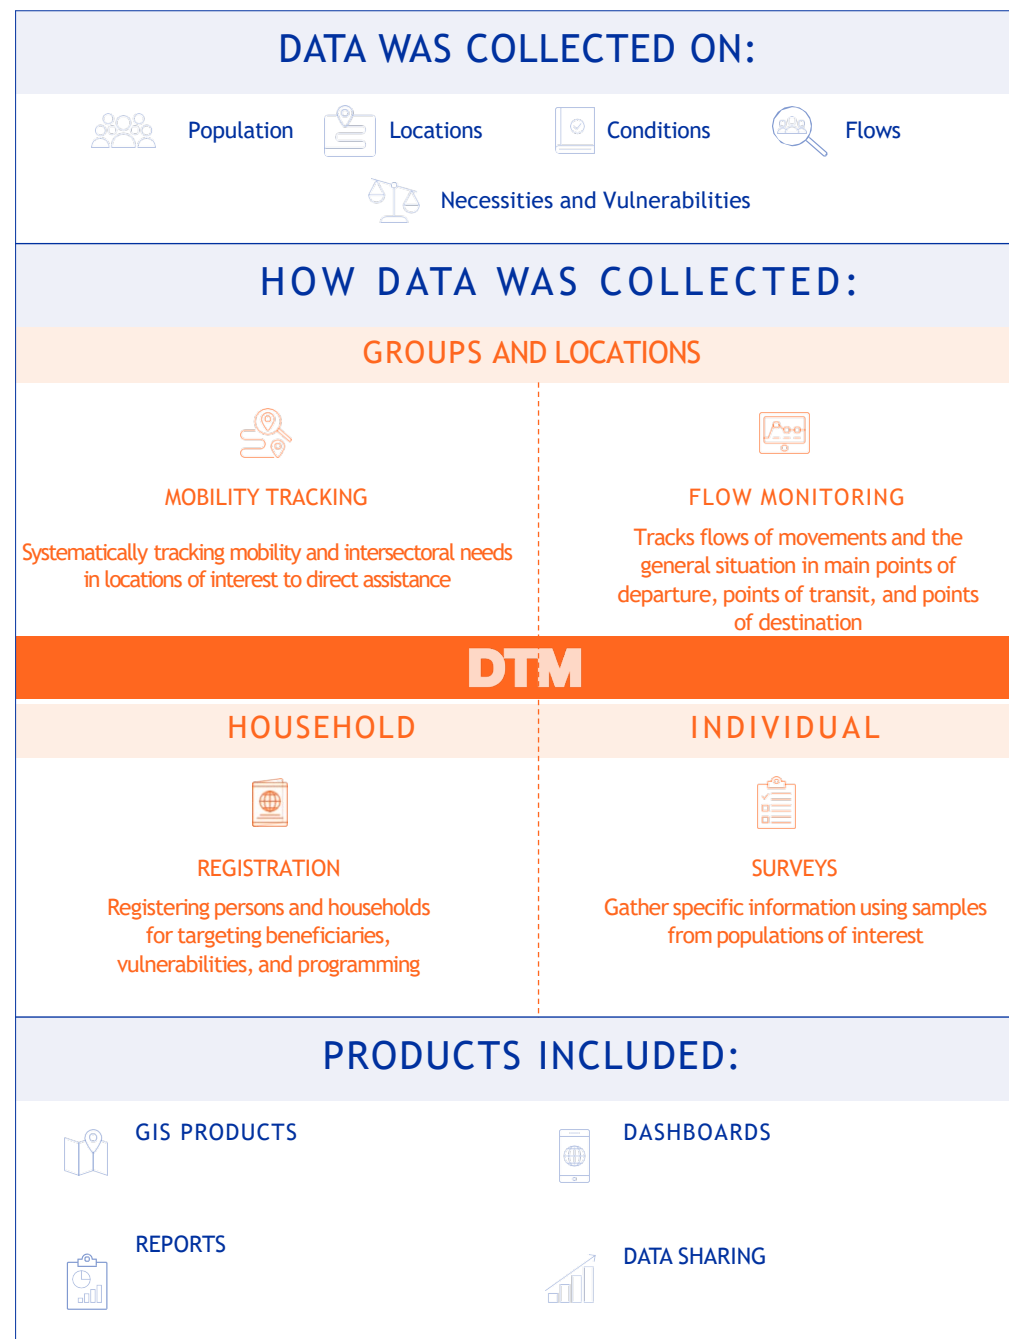 DATA WAS COLLECTED ON:
Population
Locations
Conditions
Flows
Necessities and Vulnerabilities
HOW DATA WAS COLLECTED:
GROUPS AND LOCATIONS
MOBILITY TRACKING
Systematically tracking mobility and intersectoral needs
in locations of interest to direct assistance
FLOW MONITORING
Tracks flows of movements and the
general situation in main points of
departure, points of transit, and points
of destination
DTM
HOUSEHOLD
REGISTRATION
Registering persons and households
for targeting beneficiaries,
vulnerabilities, and programming
INDIVIDUAL
SURVEYS
Gather specific information using samples
from populations of interest
PRODUCTS INCLUDED:
GIS PRODUCTS
DASHBOARDS
REPORTS
DATA SHARING